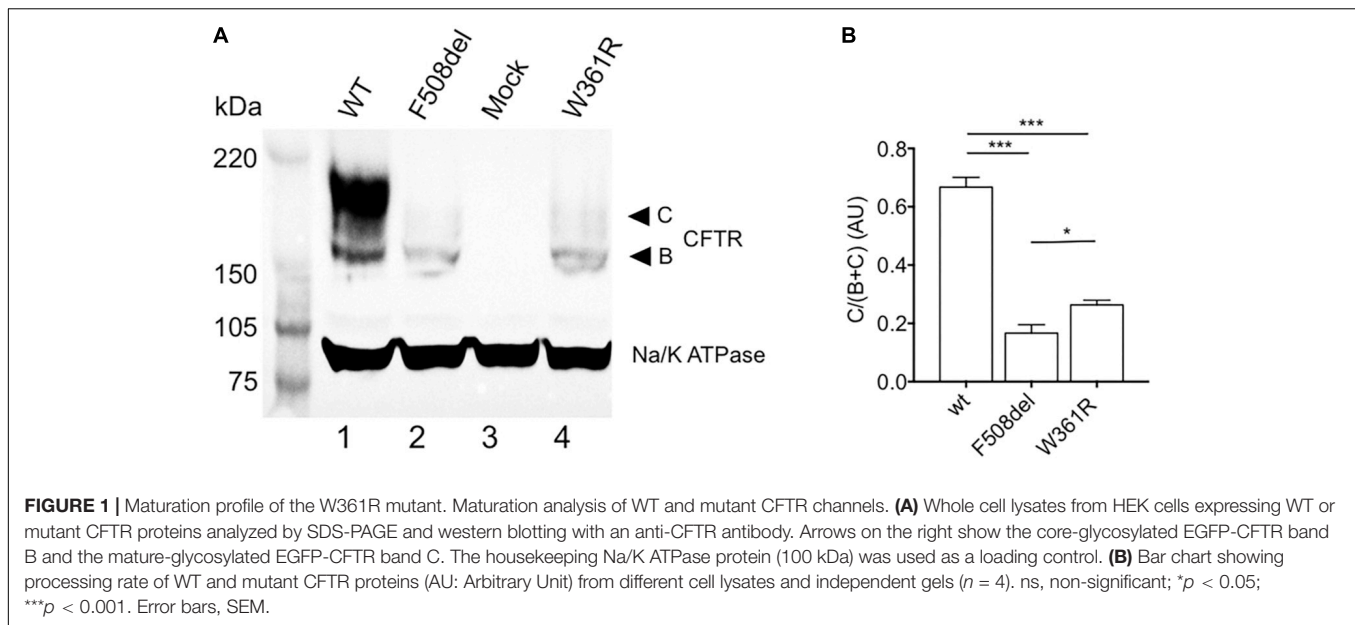 A
B
kDa
WT
F508del
Mock
W361R
220
150
105
75
C
CFTR
B
Na/K ATPase
1 2 3 4
***
***
*
C/(B+C) (AU)
0.8
0.6
0.4
0.2
0.0
wt
F508del
W361R
FIGURE 1 | Maturation profile of the W361R mutant. Maturation analysis of WT and mutant CFTR channels. (A) Whole cell lysates from HEK cells expressing WT or
mutant CFTR proteins analyzed by SDS-PAGE and western blotting with an anti-CFTR antibody. Arrows on the right show the core-glycosylated EGFP-CFTR band
B and the mature-glycosylated EGFP-CFTR band C. The housekeeping Na/K ATPase protein (100 kDa) was used as a loading control. (B) Bar chart showing
processing rate of WT and mutant CFTR proteins (AU: Arbitrary Unit) from different cell lysates and independent gels (n = 4). ns, non-significant; *p < 0.05;
***p < 0.001. Error bars, SEM.